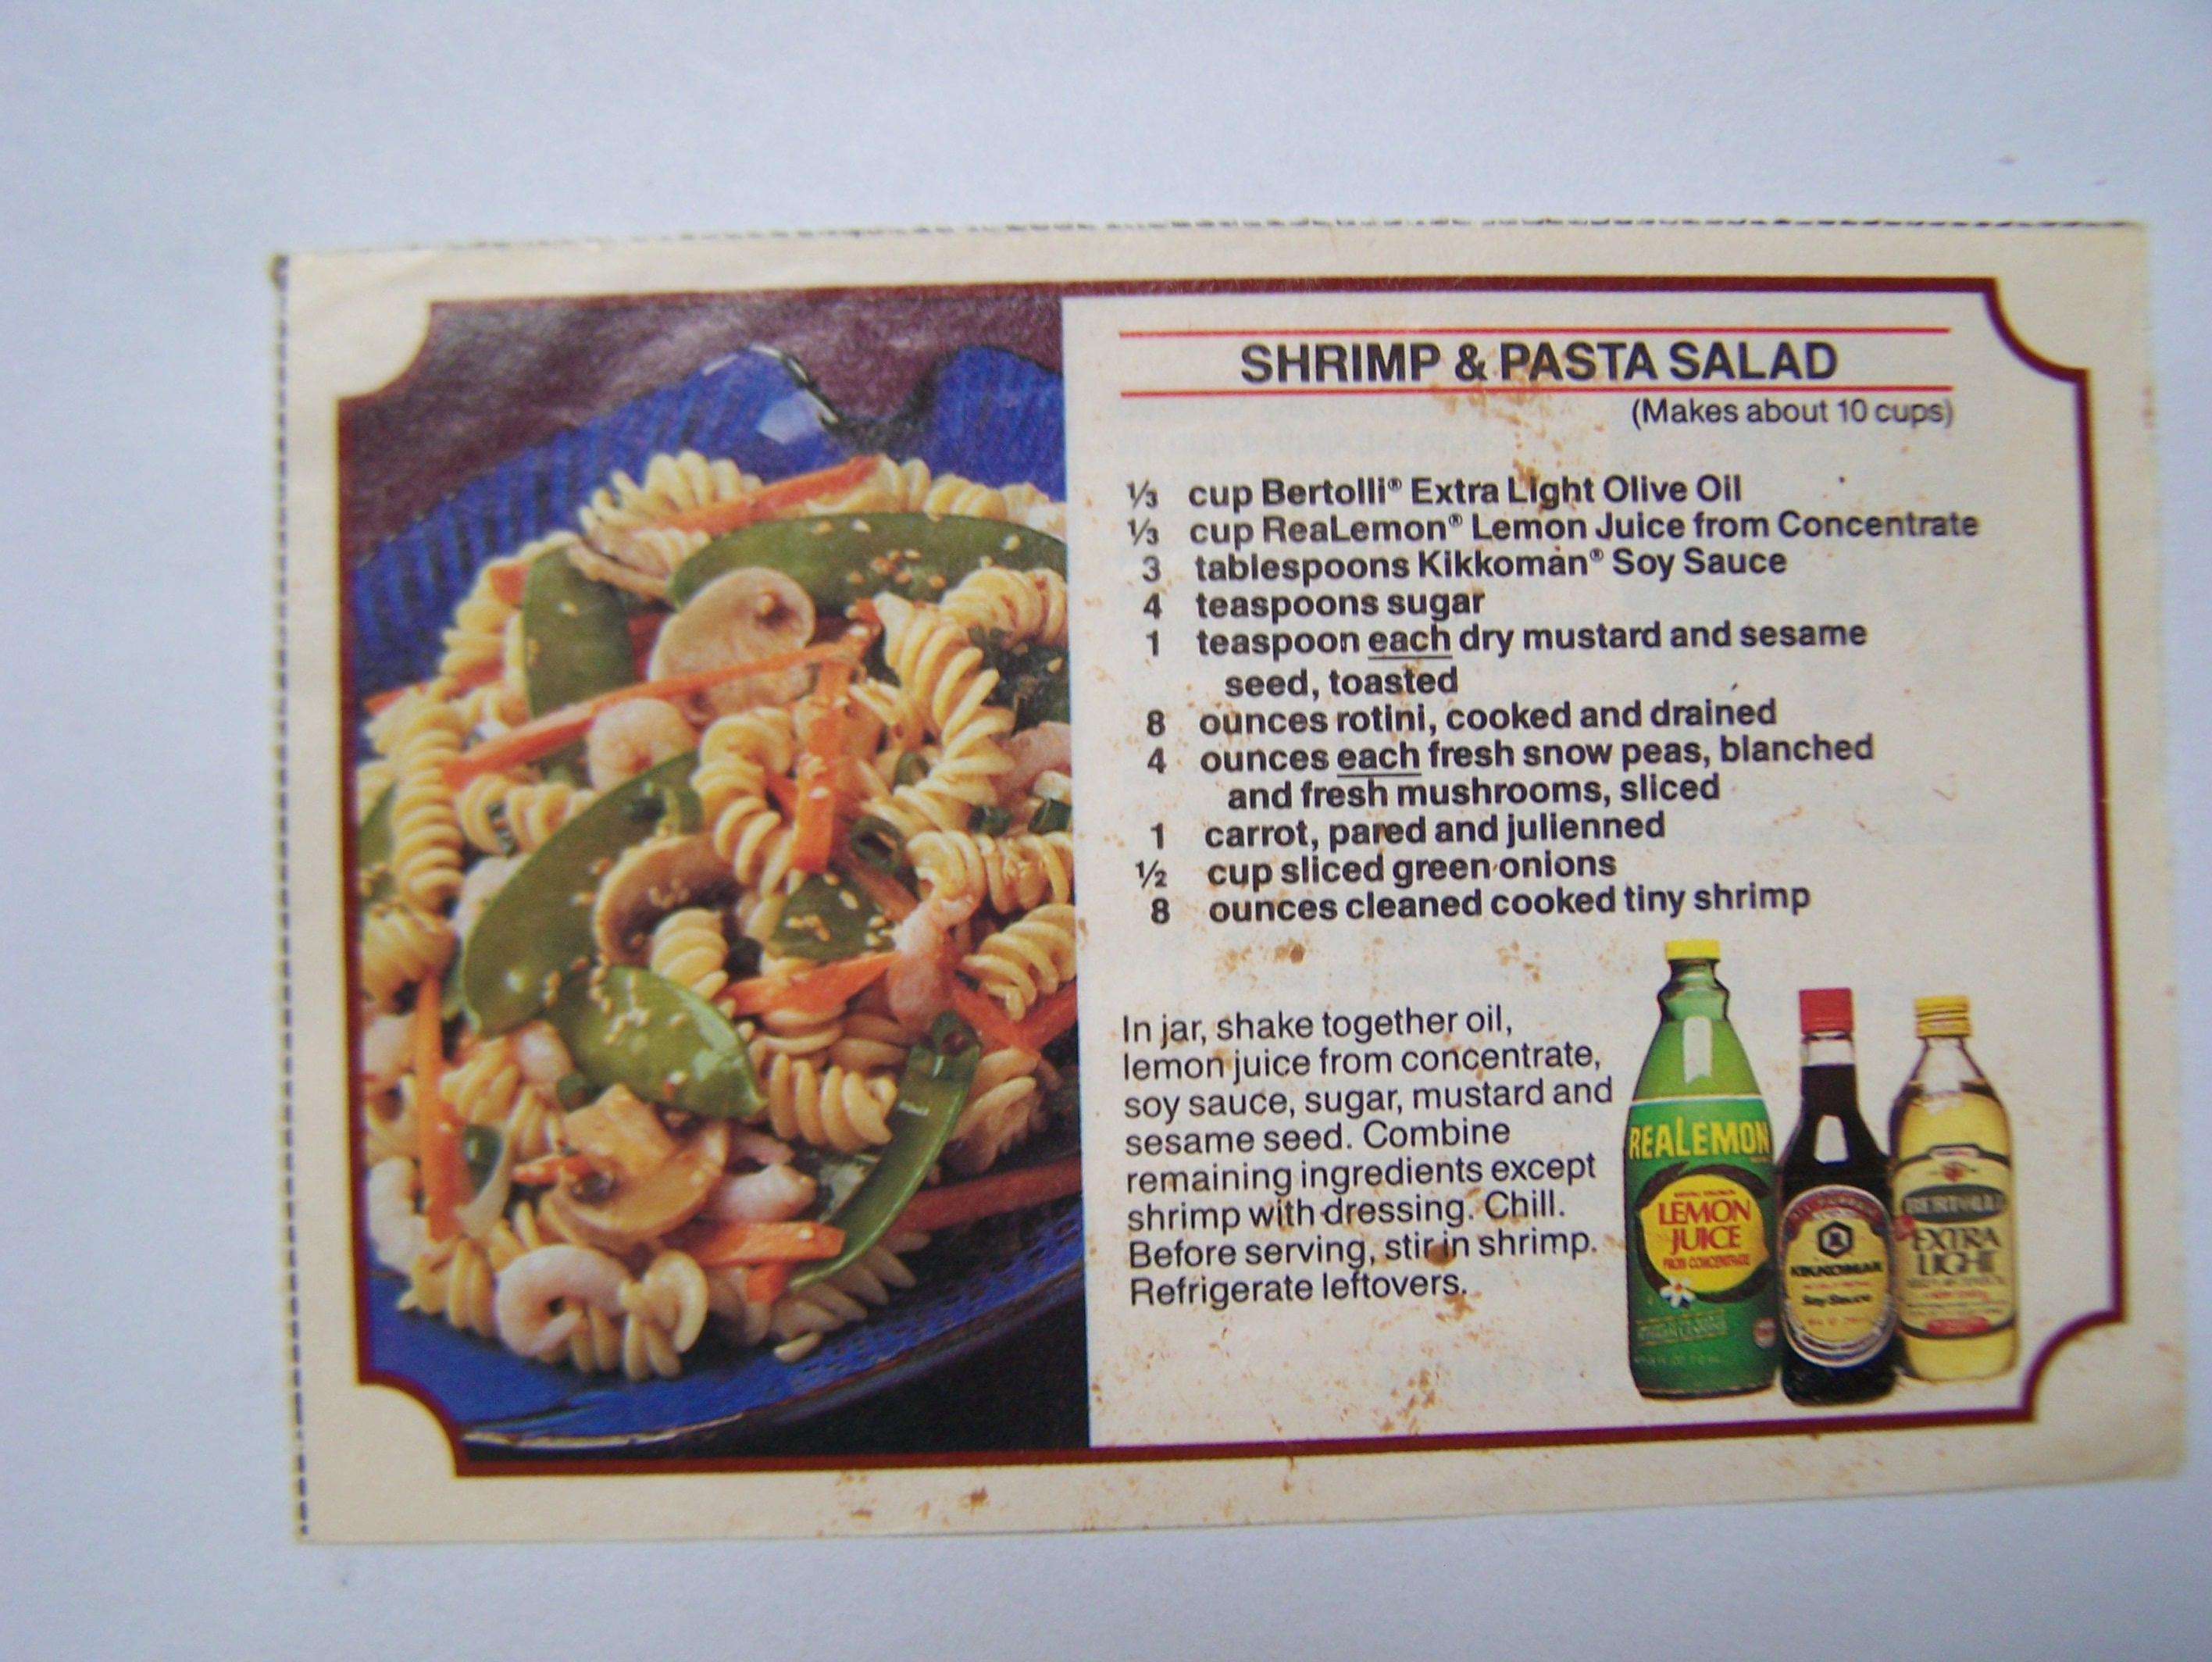 SHRIMP & PASTA SALAD
(Makes about 10 cups)
⅓ cup Bertolli® Extra Light Olive Oil
⅓ cup ReaLemon® Lemon Juice from Concentrate
3 tablespoons Kikkoman® Soy Sauce
4 teaspoons sugar
1 teaspoon each dry mustard and sesame
seed, toasted
8 ounces rotini, cooked and drained
4 ounces each fresh snow peas, blanched
and fresh mushrooms, sliced
1 carrot, pared and julienned
½ cup sliced green onions
8 ounces cleaned cooked tiny shrimp
In jar, shake together oil,
lemon juice from concentrate,
soy sauce, sugar, mustard and
sesame seed. Combine
remaining ingredients except
shrimp with dressing. Chill.
Before serving, stir in shrimp.
Refrigerate leftovers.
REALEMON
LEMON
JUICE
FROM CONCENTRATE
KIKKOMAN
Soy Sauce
BERTOLLI
EXTRA
LIGHT